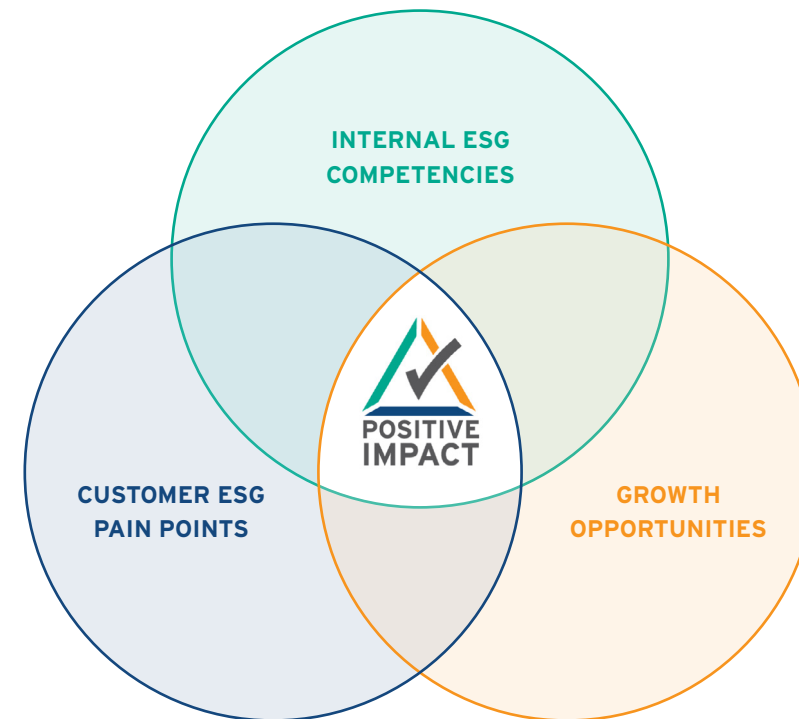 INTERNAL ESG
COMPETENCIES
POSITIVE
IMPACT
CUSTOMER ESG
PAIN POINTS
GROWTH
OPPORTUNITIES